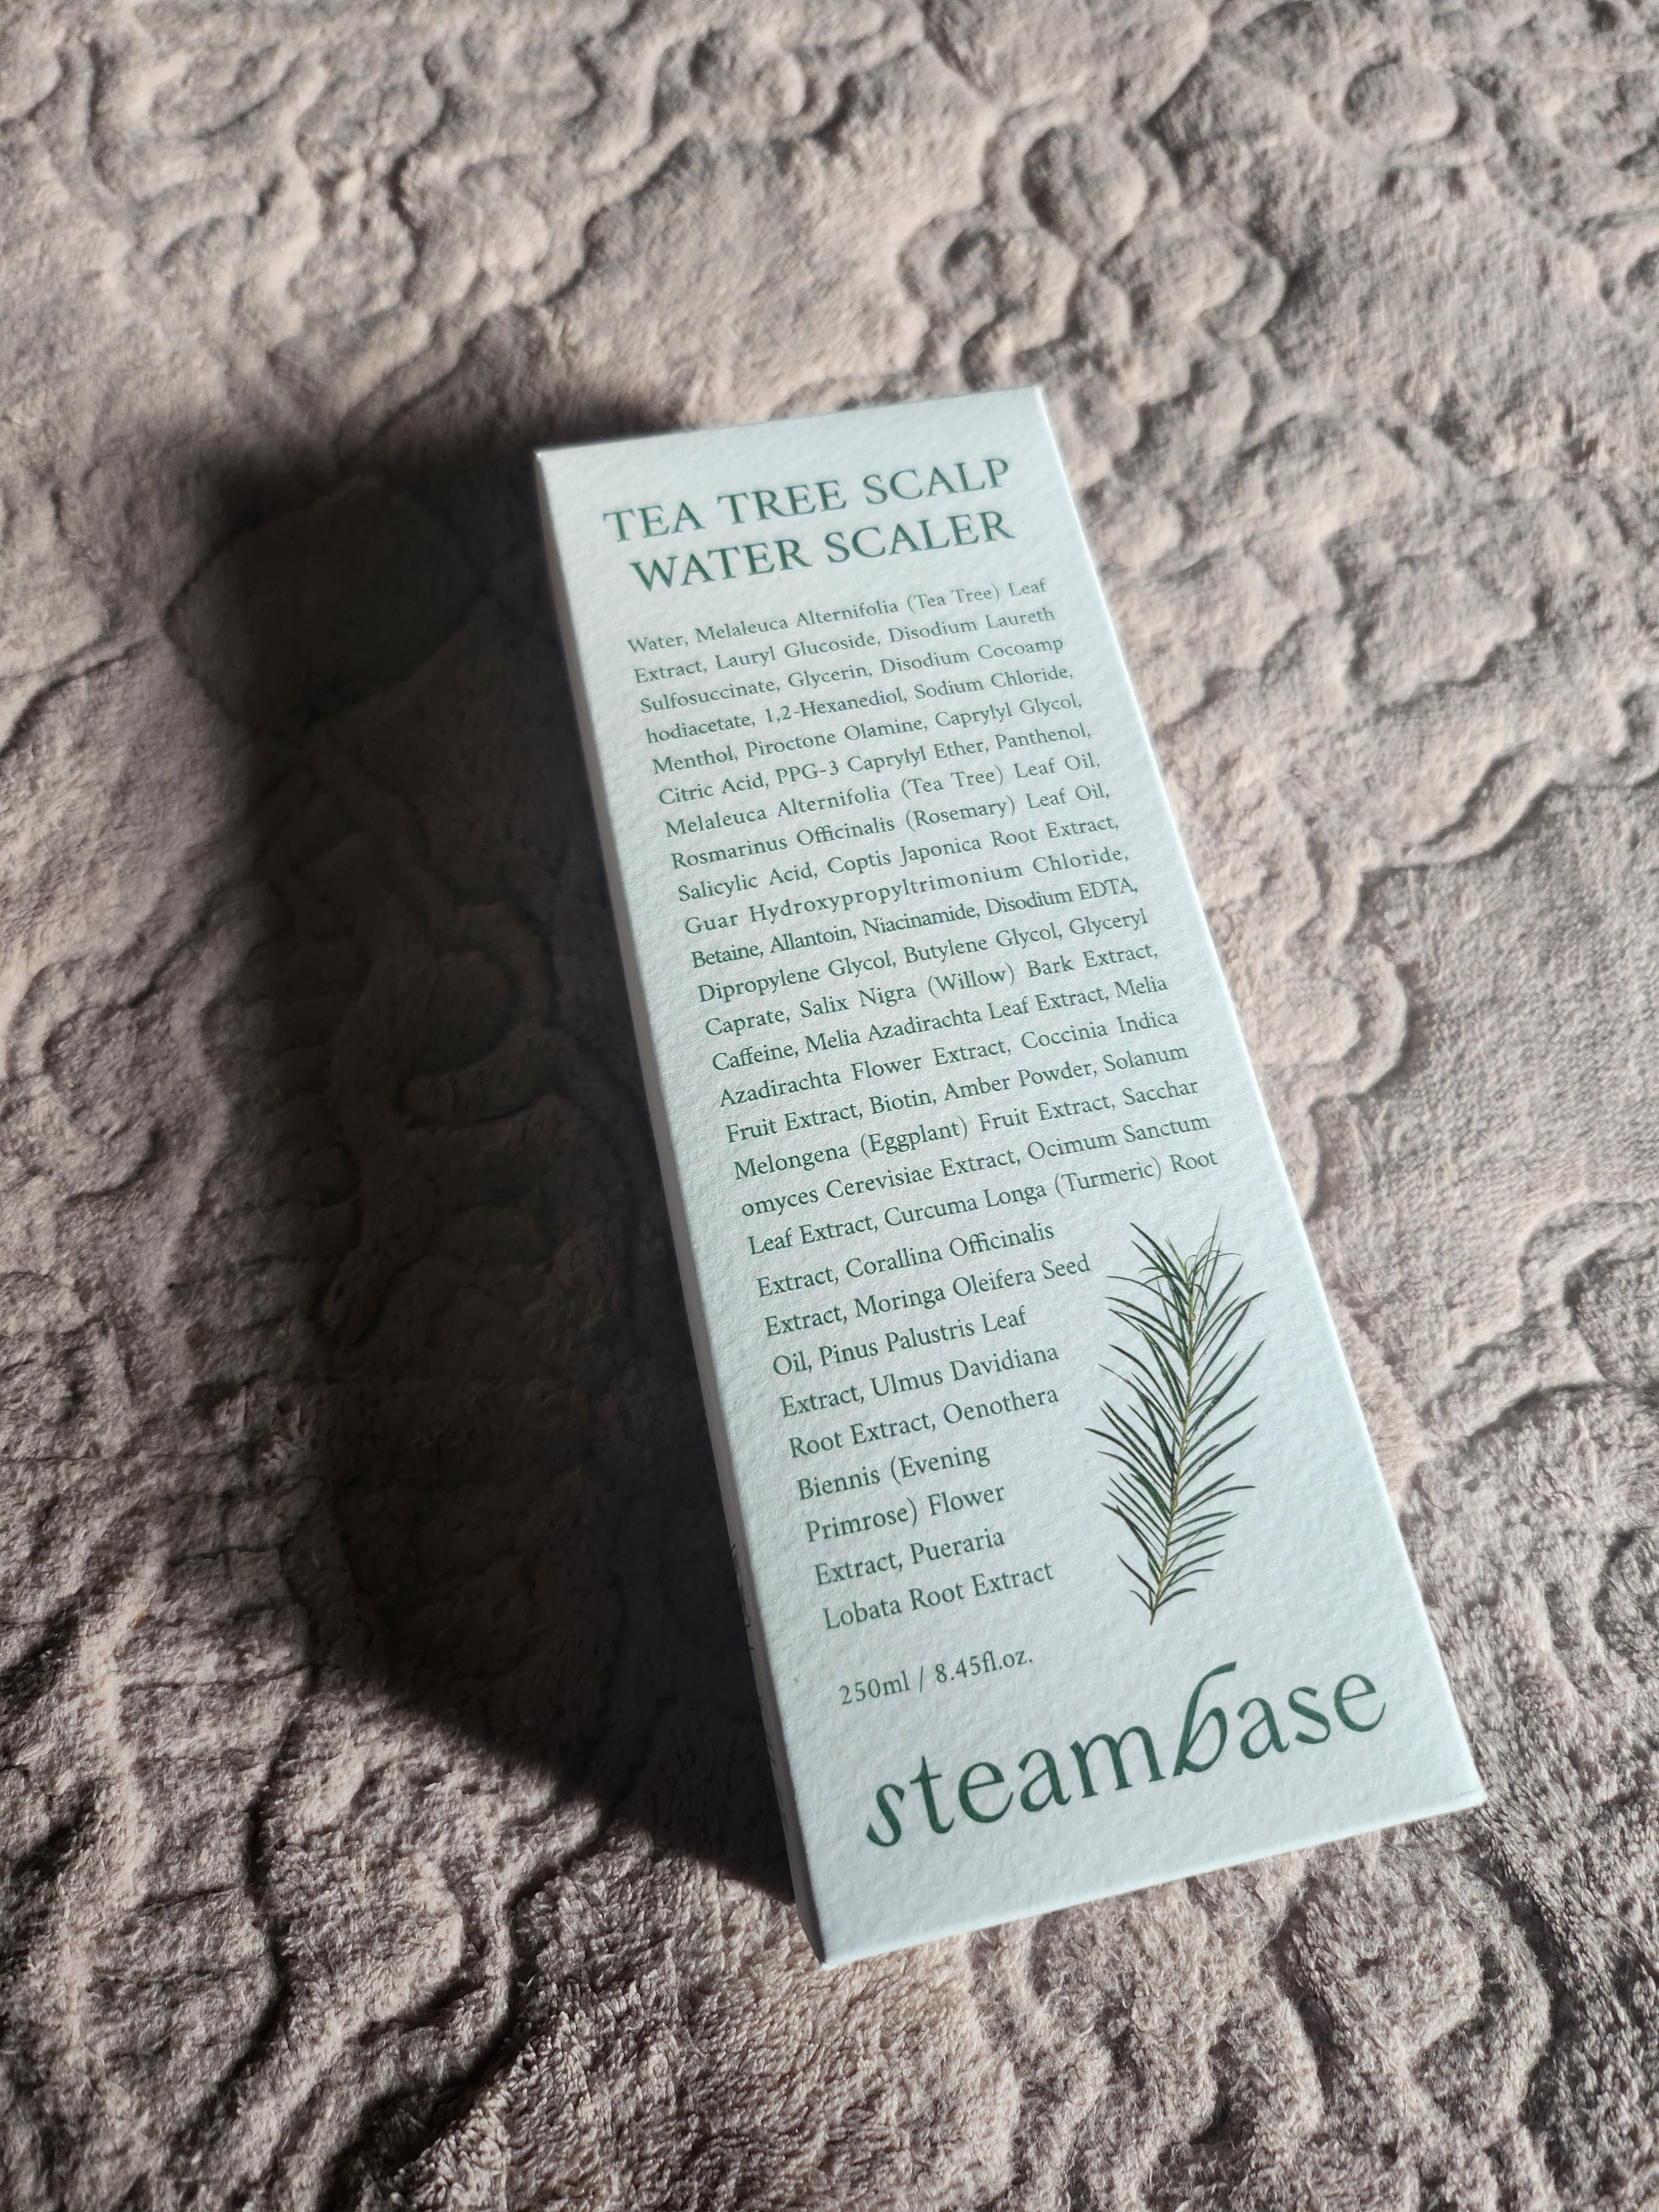 TEA TREE SCALP
WATER SCALER
Water, Melaleuca Alternifolia (Tea Tree) Leaf
Extract, Lauryl Glucoside, Disodium Laureth
Sulfosuccinate, Glycerin, Disodium Cocoamp
hodiacetate, 1,2-Hexanediol, Sodium Chloride,
Menthol, Piroctone Olamine, Caprylyl Glycol,
Citric Acid, PPG-3 Caprylyl Ether, Panthenol,
Melaleuca Alternifolia (Tea Tree) Leaf Oil,
Rosmarinus Officinalis (Rosemary) Leaf Oil,
Salicylic Acid, Coptis Japonica Root Extract,
Guar Hydroxypropyltrimonium Chloride,
Betaine, Allantoin, Niacinamide, Disodium EDTA,
Dipropylene Glycol, Butylene Glycol, Glyceryl
Caprate, Salix Nigra (Willow) Bark Extract,
Caffeine, Melia Azadirachta Leaf Extract, Melia
Azadirachta Flower Extract, Coccinia Indica
Fruit Extract, Biotin, Amber Powder, Solanum
Melongena (Eggplant) Fruit Extract, Sacchar
omyces Cerevisiae Extract, Ocimum Sanctum
Leaf Extract, Curcuma Longa (Turmeric) Root
Extract, Corallina Officinalis
Extract, Moringa Oleifera Seed
Oil, Pinus Palustris Leaf
Extract, Ulmus Davidiana
Root Extract, Oenothera
Biennis (Evening
Primrose) Flower
Extract, Pueraria
Lobata Root Extract
250ml / 8.45fl.oz.
steambase